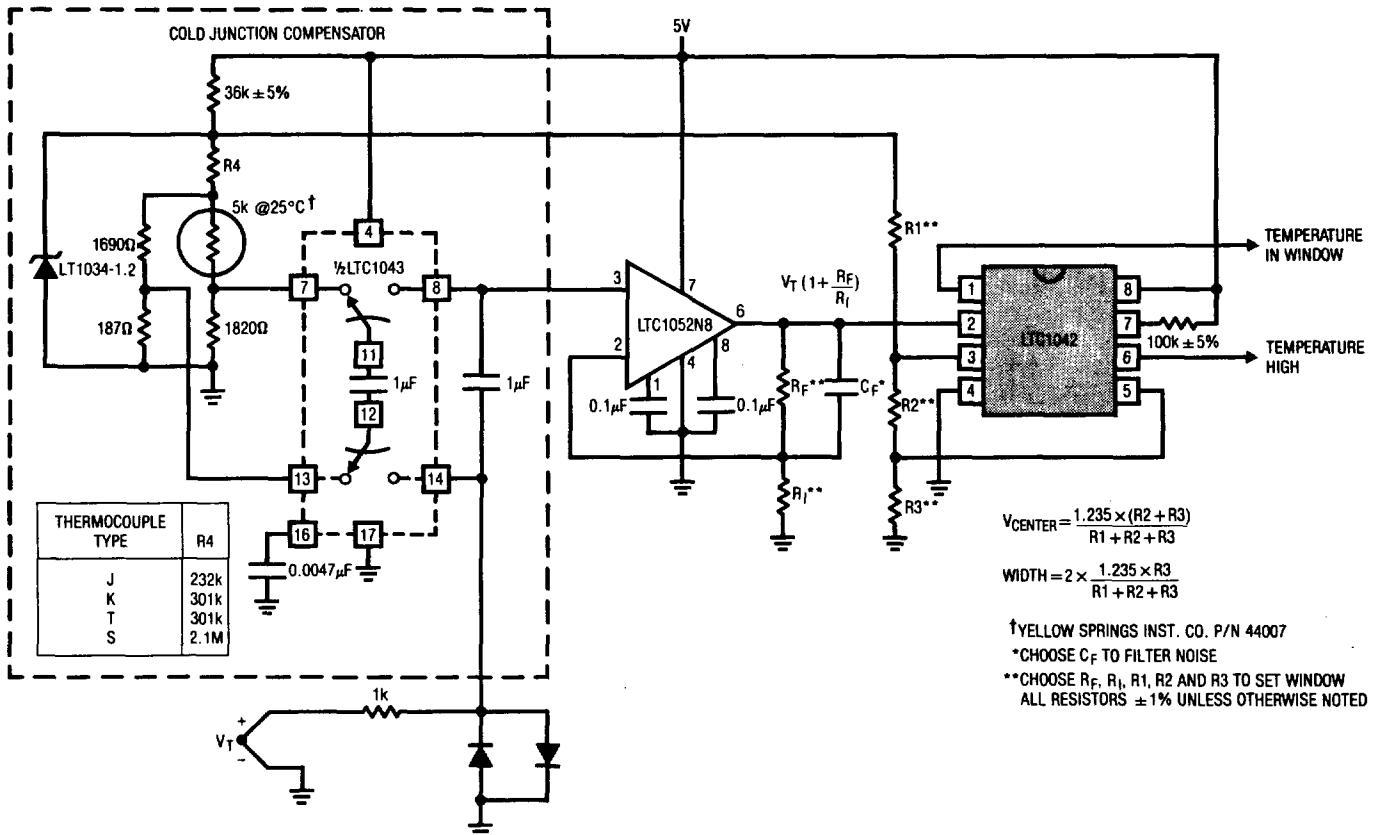 COLD JUNCTION COMPENSATOR
5V
36k ±5%
R4
5k @25°C†
1690Ω
LT1034-1.2
187Ω
1820Ω
4
½LTC1043
7
8
11
1μF
12
13
14
16
17
0.0047μF
1μF
THERMOCOUPLE TYPE
R4
J 232k
K 301k
T 301k
S 2.1M
3
2
7
LTC1052N8
6
8
4
1
0.1μF
0.1μF
VT (1+RF/RI)
RF**
CF*
RI**
R1**
R2**
R3**
1
2
3
4
LTC1042
8
7
6
5
100k ±5%
TEMPERATURE
IN WINDOW
TEMPERATURE
HIGH
VCENTER=1.235×(R2+R3)/R1+R2+R3
WIDTH=2×1.235×R3/R1+R2+R3
†YELLOW SPRINGS INST. CO. P/N 44007
*CHOOSE CF TO FILTER NOISE
**CHOOSE RF, RI, R1, R2 AND R3 TO SET WINDOW
ALL RESISTORS ±1% UNLESS OTHERWISE NOTED
1k
+
VT
−